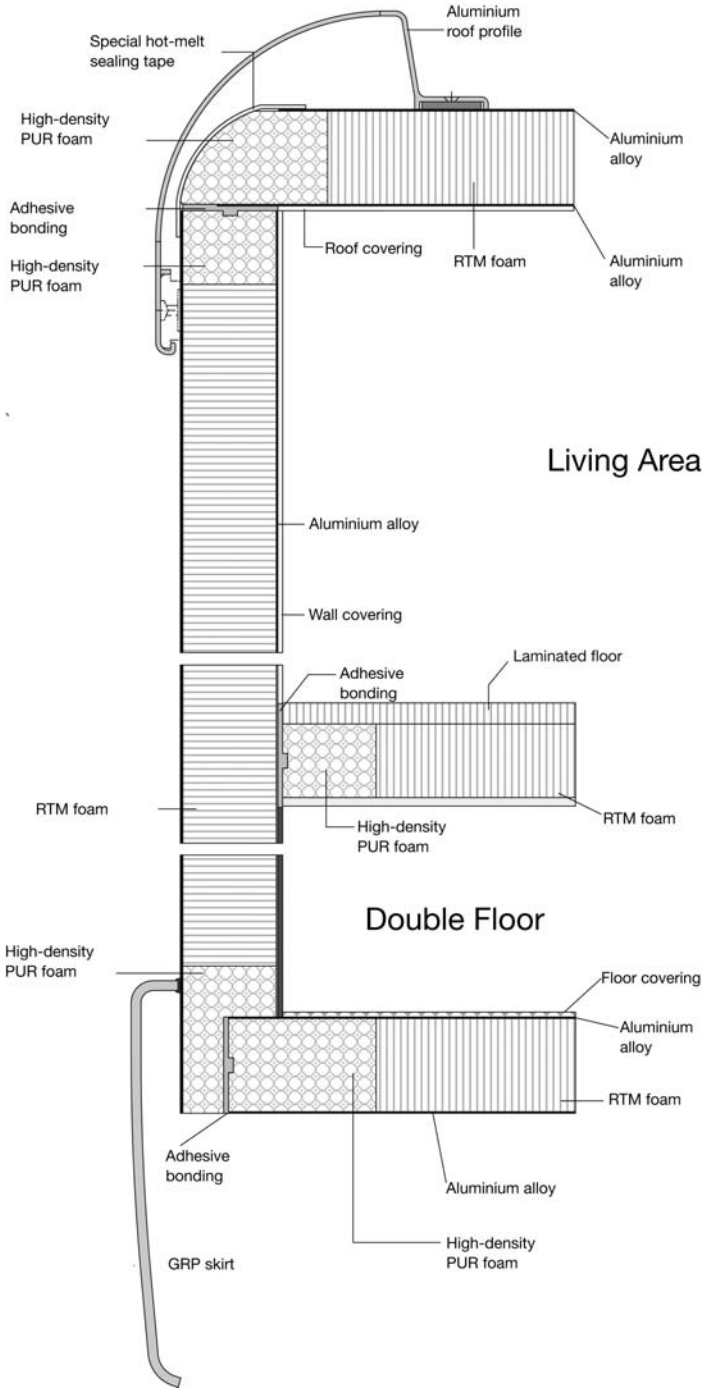 Aluminium
roof profile
Special hot-melt
sealing tape
High-density
PUR foam
Aluminium
alloy
Adhesive
bonding
Roof covering
RTM foam
Aluminium
alloy
High-density
PUR foam
Living Area
Aluminium alloy
Wall covering
Laminated floor
Adhesive
bonding
RTM foam
RTM foam
High-density
PUR foam
Double Floor
High-density
PUR foam
Floor covering
Aluminium
alloy
RTM foam
Adhesive
bonding
Aluminium alloy
High-density
PUR foam
GRP skirt